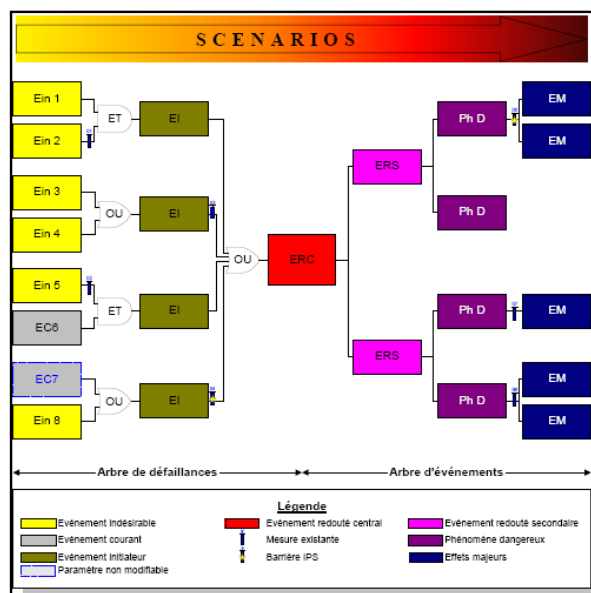 SCENARIOS
Ein 1
Ein 2
ET
EI
Ein 3
Ein 4
OU
EI
Ein 5
EC6
ET
EI
EC7
Ein 8
OU
EI
OU
ERC
ERS
ERS
Ph D
Ph D
Ph D
Ph D
EM
EM
EM
EM
EM
Arbre de défaillances
Arbre d'événements
Légende
Evénement indésirable
Evénement redouté central
Evénement redouté secondaire
Evénement courant
Mesure existante
Phénomène dangereux
Evénement initiateur
Barrière IPS
Effets majeurs
Paramètre non modifiable